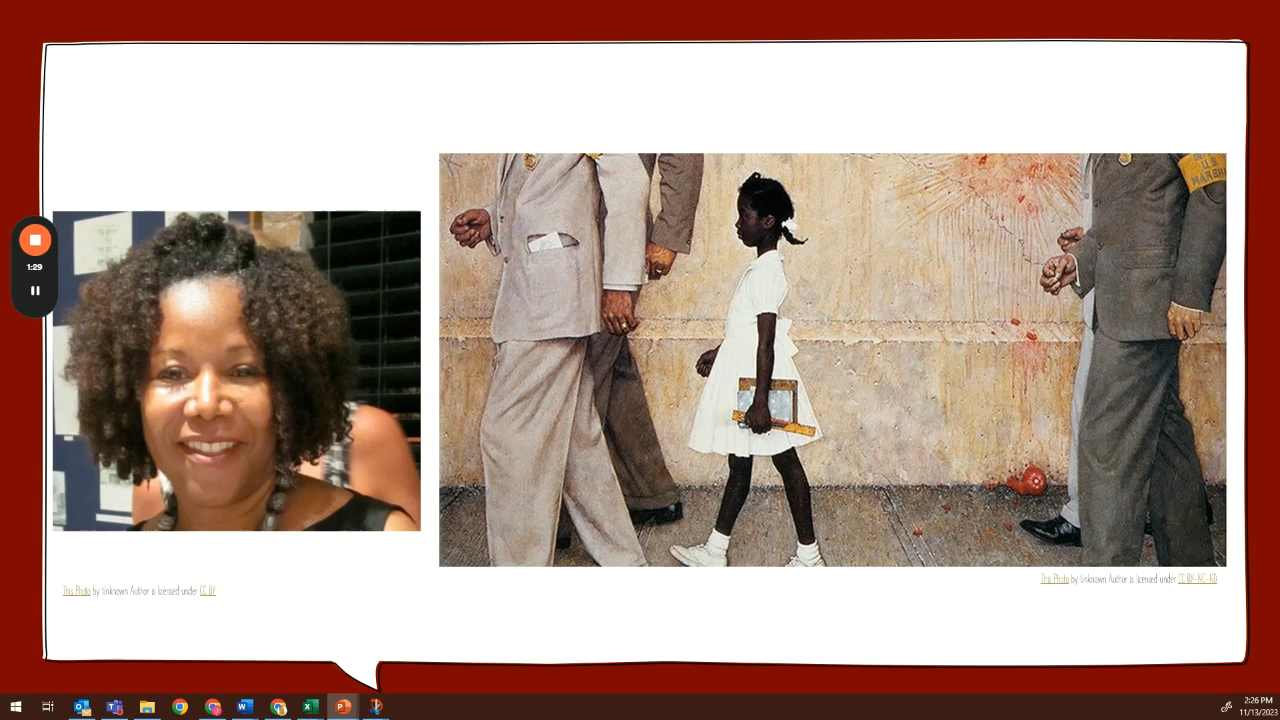 U.S.
MARSH
1:29
This Photo by Unknown Author is licensed under CC BY-NC-ND
This Photo by Unknown Author is licensed under CC BY
2:26 PM
11/13/2023